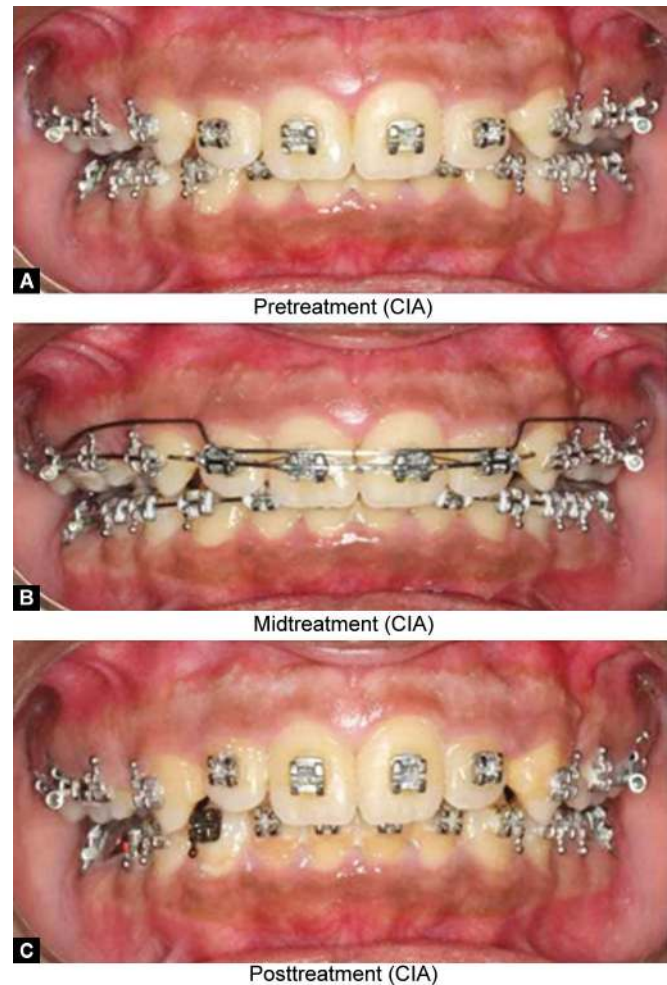 A
Pretreatment (CIA)
B
Midtreatment (CIA)
C
Posttreatment (CIA)